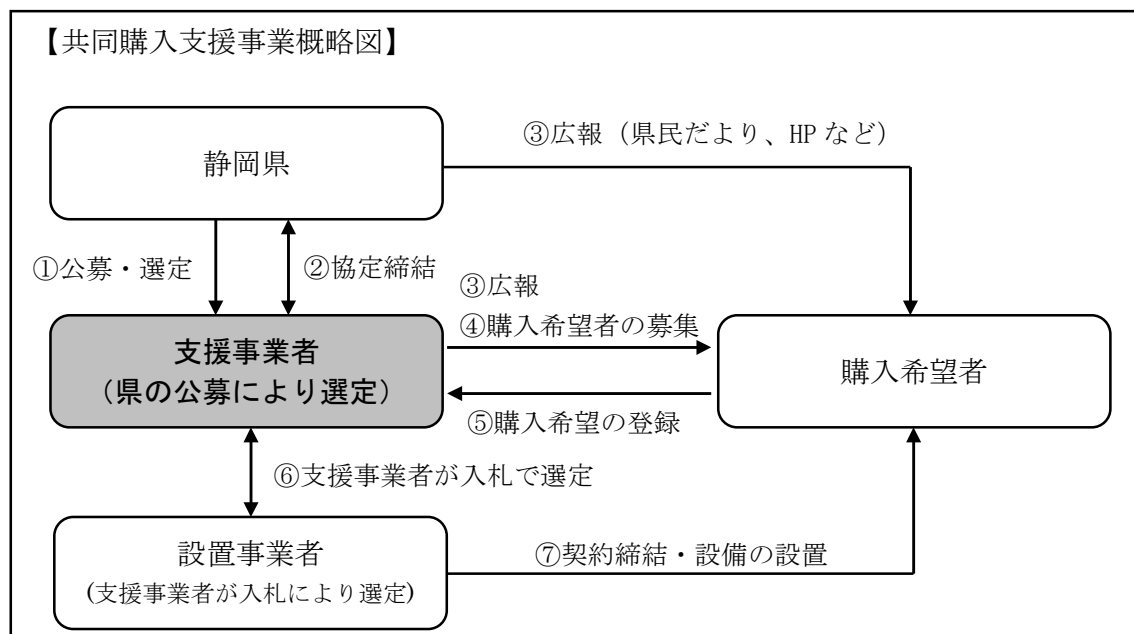 【共同購入支援事業概略図】
静岡県
③広報（県民だより、HP など）
①公募・選定
②協定締結
③広報
④購入希望者の募集
支援事業者
（県の公募により選定）
購入希望者
⑤購入希望の登録
⑥支援事業者が入札で選定
設置事業者
(支援事業者が入札により選定)
⑦契約締結・設備の設置